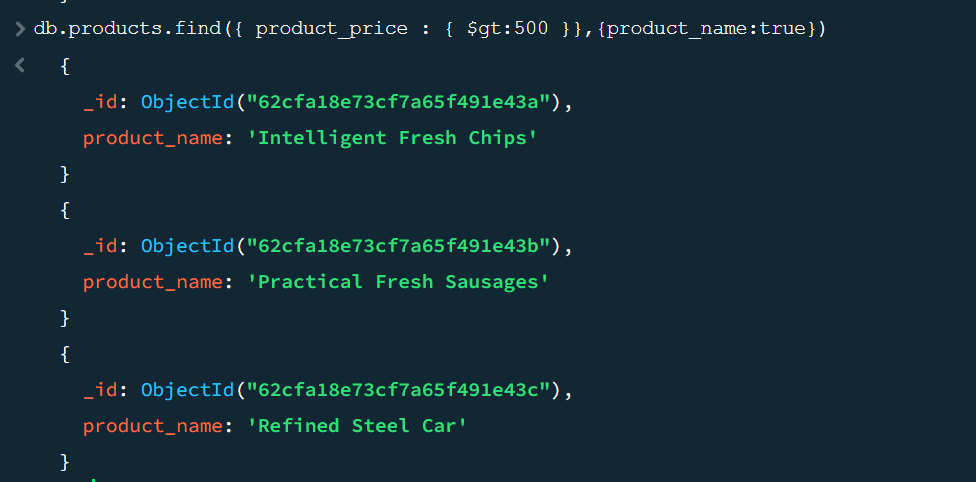 > db.products.find({ product_price : { $gt:500 }},{product_name:true})
< {
_id: ObjectId("62cfa18e73cf7a65f491e43a"),
product_name: 'Intelligent Fresh Chips'
}
{
_id: ObjectId("62cfa18e73cf7a65f491e43b"),
product_name: 'Practical Fresh Sausages'
}
{
_id: ObjectId("62cfa18e73cf7a65f491e43c"),
product_name: 'Refined Steel Car'
}